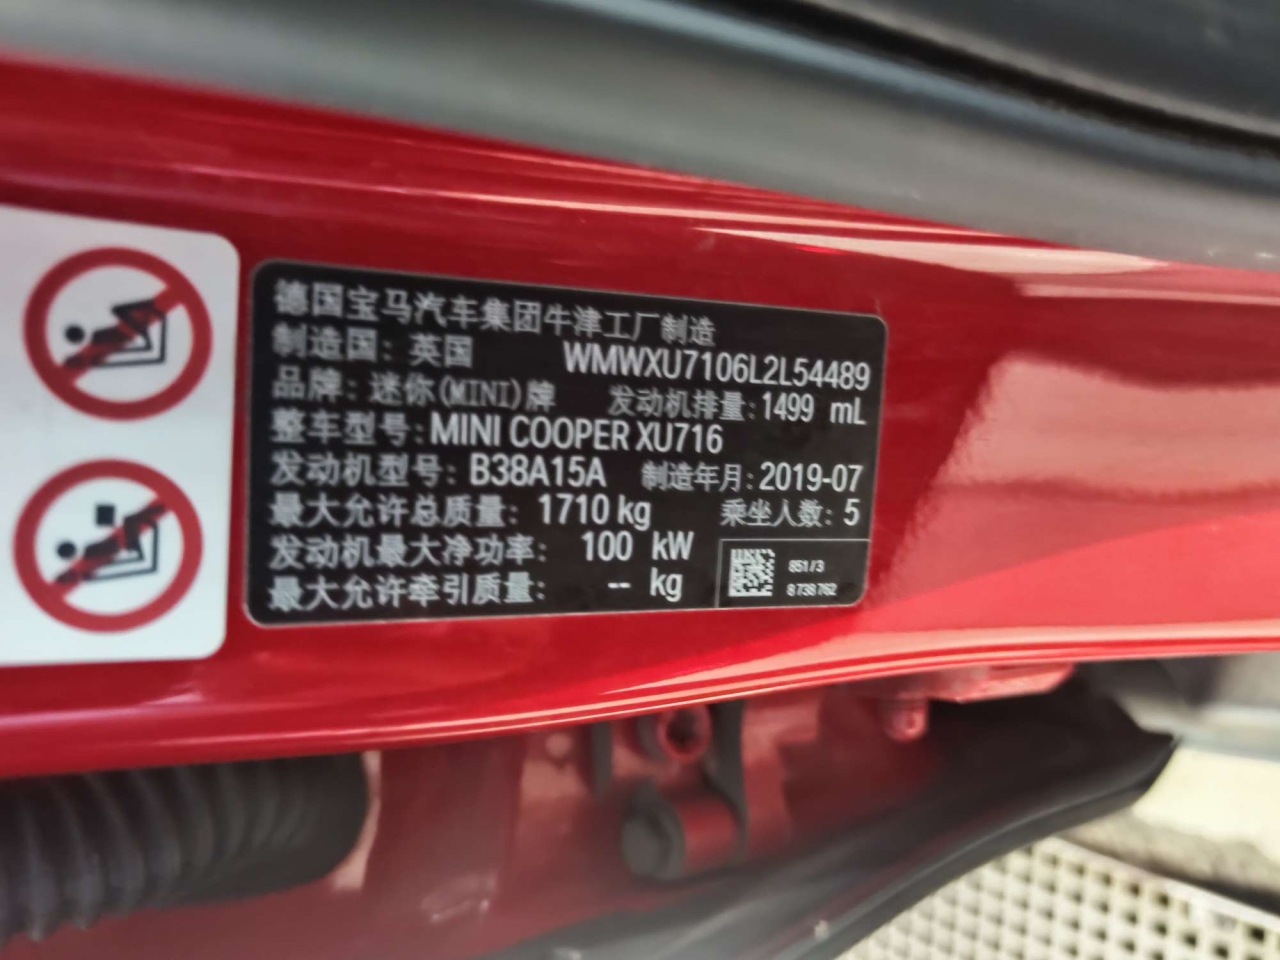 德国宝马汽车集团牛津工厂制造
制造国: 英国 WMWXU7106L2L54489
品牌: 迷你(MINI)牌 发动机排量: 1499 mL
整车型号: MINI COOPER XU716
发动机型号: B38A15A 制造年月: 2019-07
最大允许总质量: 1710 kg 乘坐人数: 5
发动机最大净功率: 100 kW
最大允许牵引质量: -- kg
851/3
8 738 762